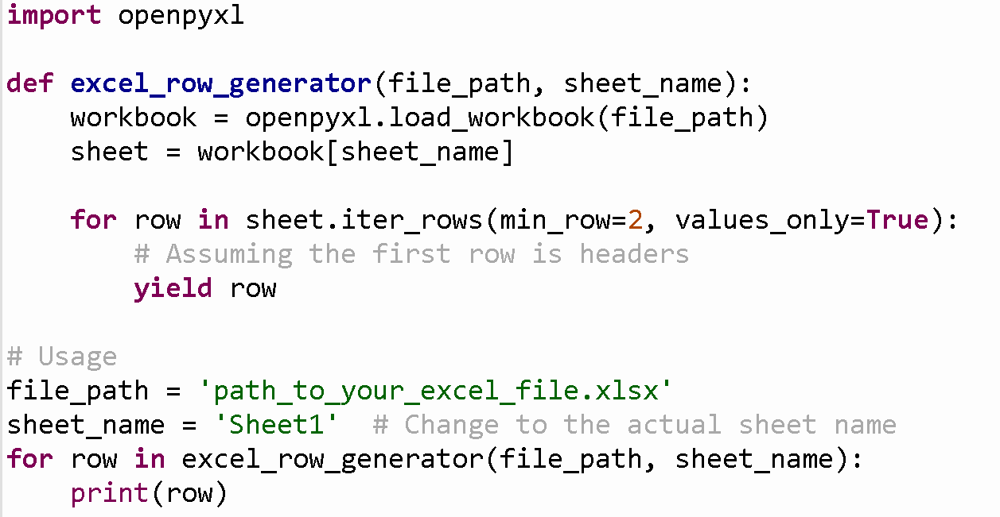 import openpyxl
def excel_row_generator(file_path, sheet_name):
    workbook = openpyxl.load_workbook(file_path)
    sheet = workbook[sheet_name]
    for row in sheet.iter_rows(min_row=2, values_only=True):
        # Assuming the first row is headers
        yield row
# Usage
file_path = 'path_to_your_excel_file.xlsx'
sheet_name = 'Sheet1'  # Change to the actual sheet name
for row in excel_row_generator(file_path, sheet_name):
    print(row)